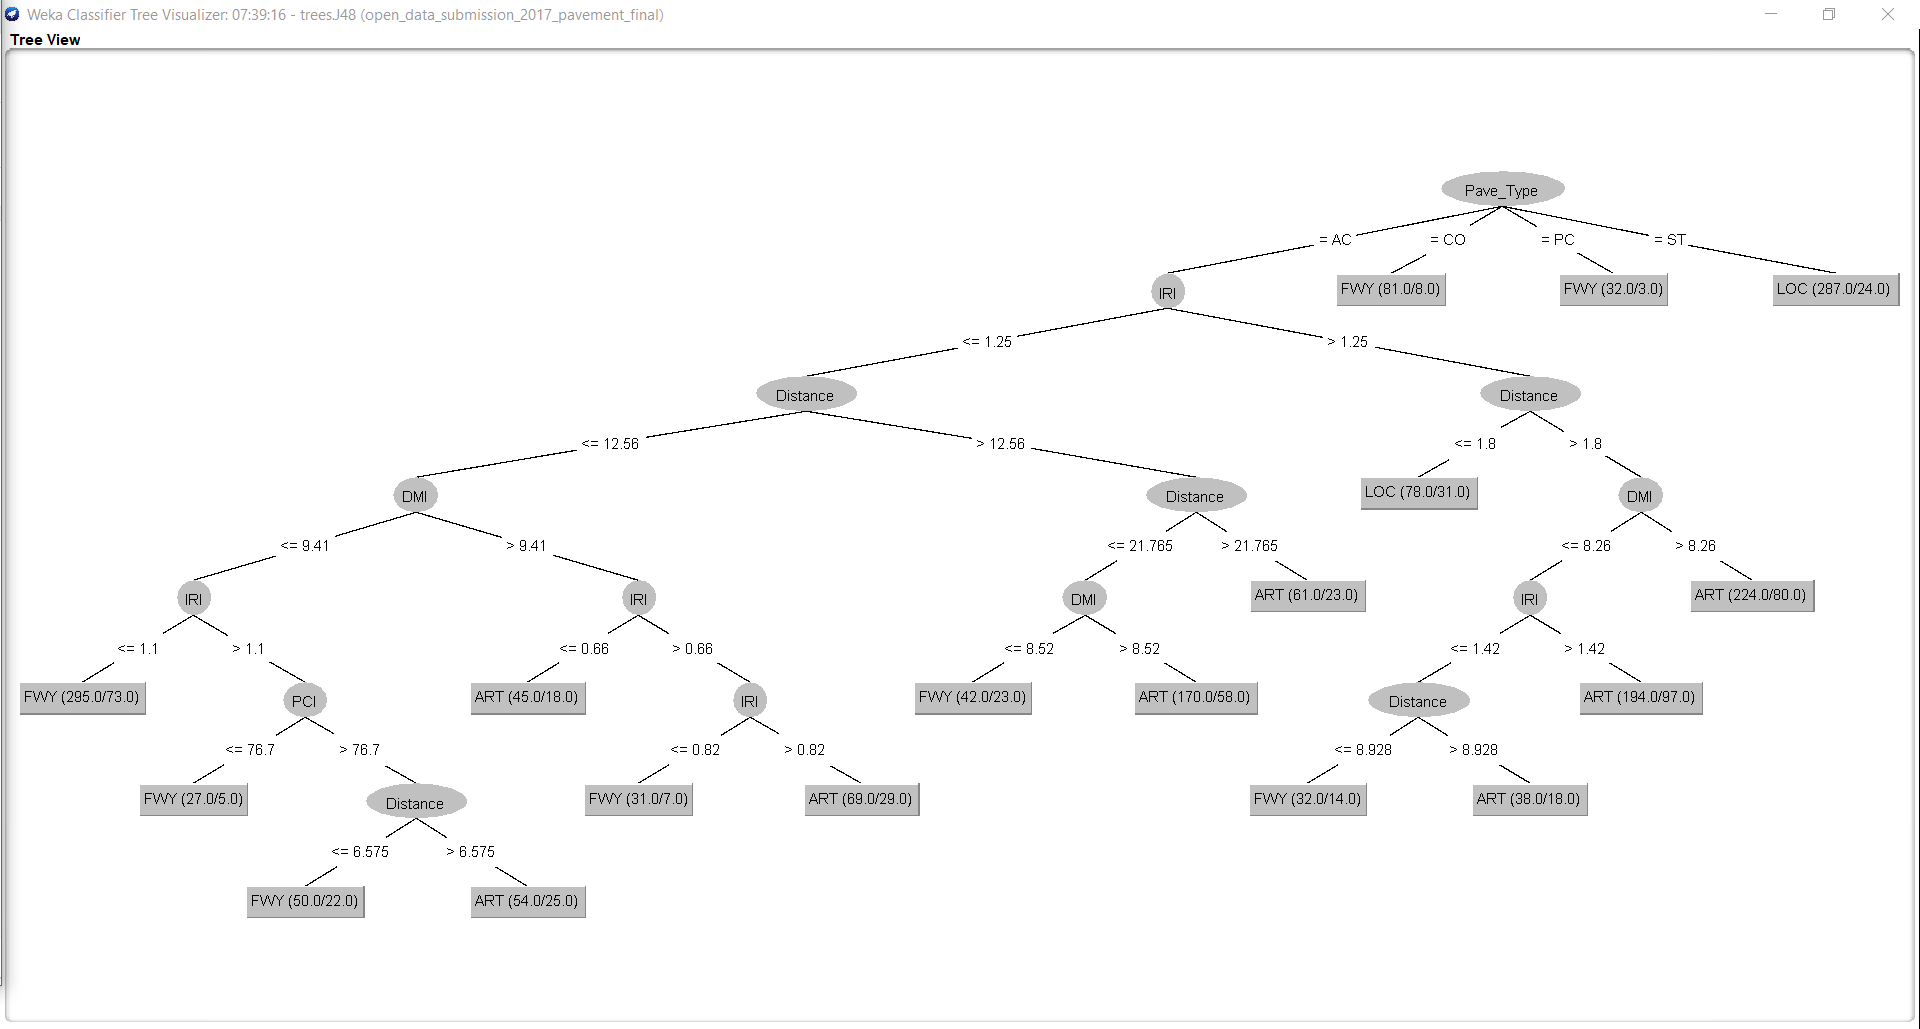 Weka Classifier Tree Visualizer: 07:39:16 - trees.J48 (open_data_submission_2017_pavement_final)
Tree View
Pave_Type
= AC = CO = PC = ST
IRI FWY (81.0/8.0) FWY (32.0/3.0) LOC (287.0/24.0)
<= 1.25 > 1.25
Distance Distance
<= 12.56 > 12.56 <= 1.8 > 1.8
DMI Distance LOC (78.0/31.0) DMI
<= 9.41 > 9.41 <= 21.765 > 21.765 <= 8.26 > 8.26
IRI IRI DMI ART (61.0/23.0) IRI ART (224.0/80.0)
<= 1.1 > 1.1 <= 0.66 > 0.66 <= 8.52 > 8.52 <= 1.42 > 1.42
FWY (295.0/73.0) PCI ART (45.0/18.0) IRI FWY (42.0/23.0) ART (170.0/58.0) Distance ART (194.0/97.0)
<= 76.7 > 76.7 <= 0.82 > 0.82 <= 8.928 > 8.928
FWY (27.0/5.0) Distance FWY (31.0/7.0) ART (69.0/29.0) FWY (32.0/14.0) ART (38.0/18.0)
<= 6.575 > 6.575
FWY (50.0/22.0) ART (54.0/25.0)